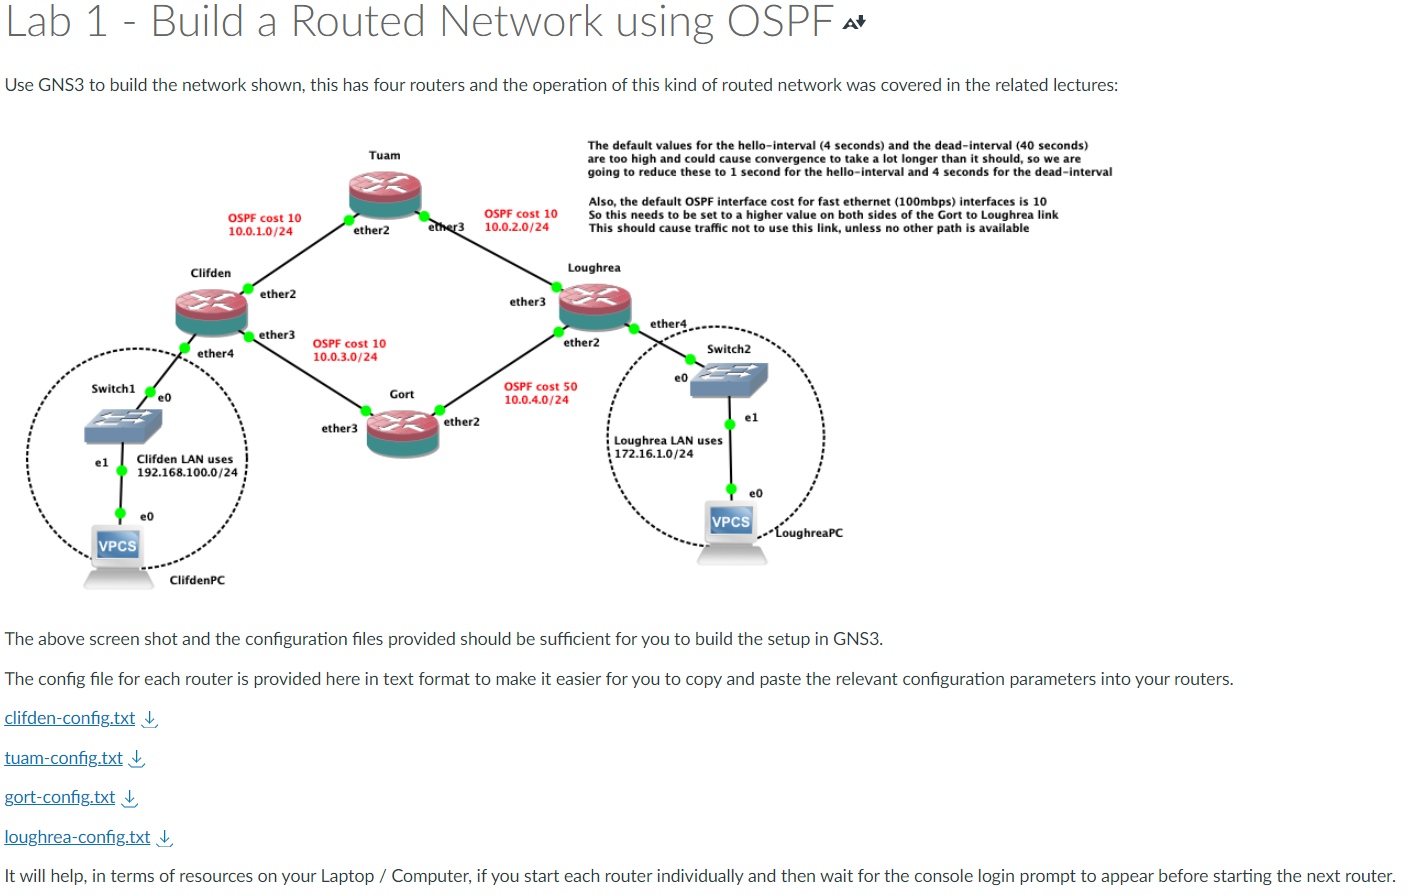 Lab 1 - Build a Routed Network using OSPF
Use GNS3 to build the network shown, this has four routers and the operation of this kind of routed network was covered in the related lectures:
The default values for the hello-interval (4 seconds) and the dead-interval (40 seconds)
are too high and could cause convergence to take a lot longer than it should, so we are
going to reduce these to 1 second for the hello-interval and 4 seconds for the dead-interval
Also, the default OSPF interface cost for fast ethernet (100mbps) interfaces is 10
So this needs to be set to a higher value on both sides of the Gort to Loughrea link
This should cause traffic not to use this link, unless no other path is available
Tuam
OSPF cost 10
10.0.1.0/24
ether2
ether3
OSPF cost 10
10.0.2.0/24
Clifden
ether2
ether3
ether4
Loughrea
ether3
ether4
ether2
OSPF cost 10
10.0.3.0/24
Switch1
e0
Switch2
e0
OSPF cost 50
10.0.4.0/24
Gort
ether3
ether2
e1
Loughrea LAN uses
172.16.1.0/24
e1
Clifden LAN uses
192.168.100.0/24
e0
e0
VPCS
LoughreaPC
VPCS
ClifdenPC
The above screen shot and the configuration files provided should be sufficient for you to build the setup in GNS3.
The config file for each router is provided here in text format to make it easier for you to copy and paste the relevant configuration parameters into your routers.
clifden-config.txt
tuam-config.txt
gort-config.txt
loughrea-config.txt
It will help, in terms of resources on your Laptop / Computer, if you start each router individually and then wait for the console login prompt to appear before starting the next router.